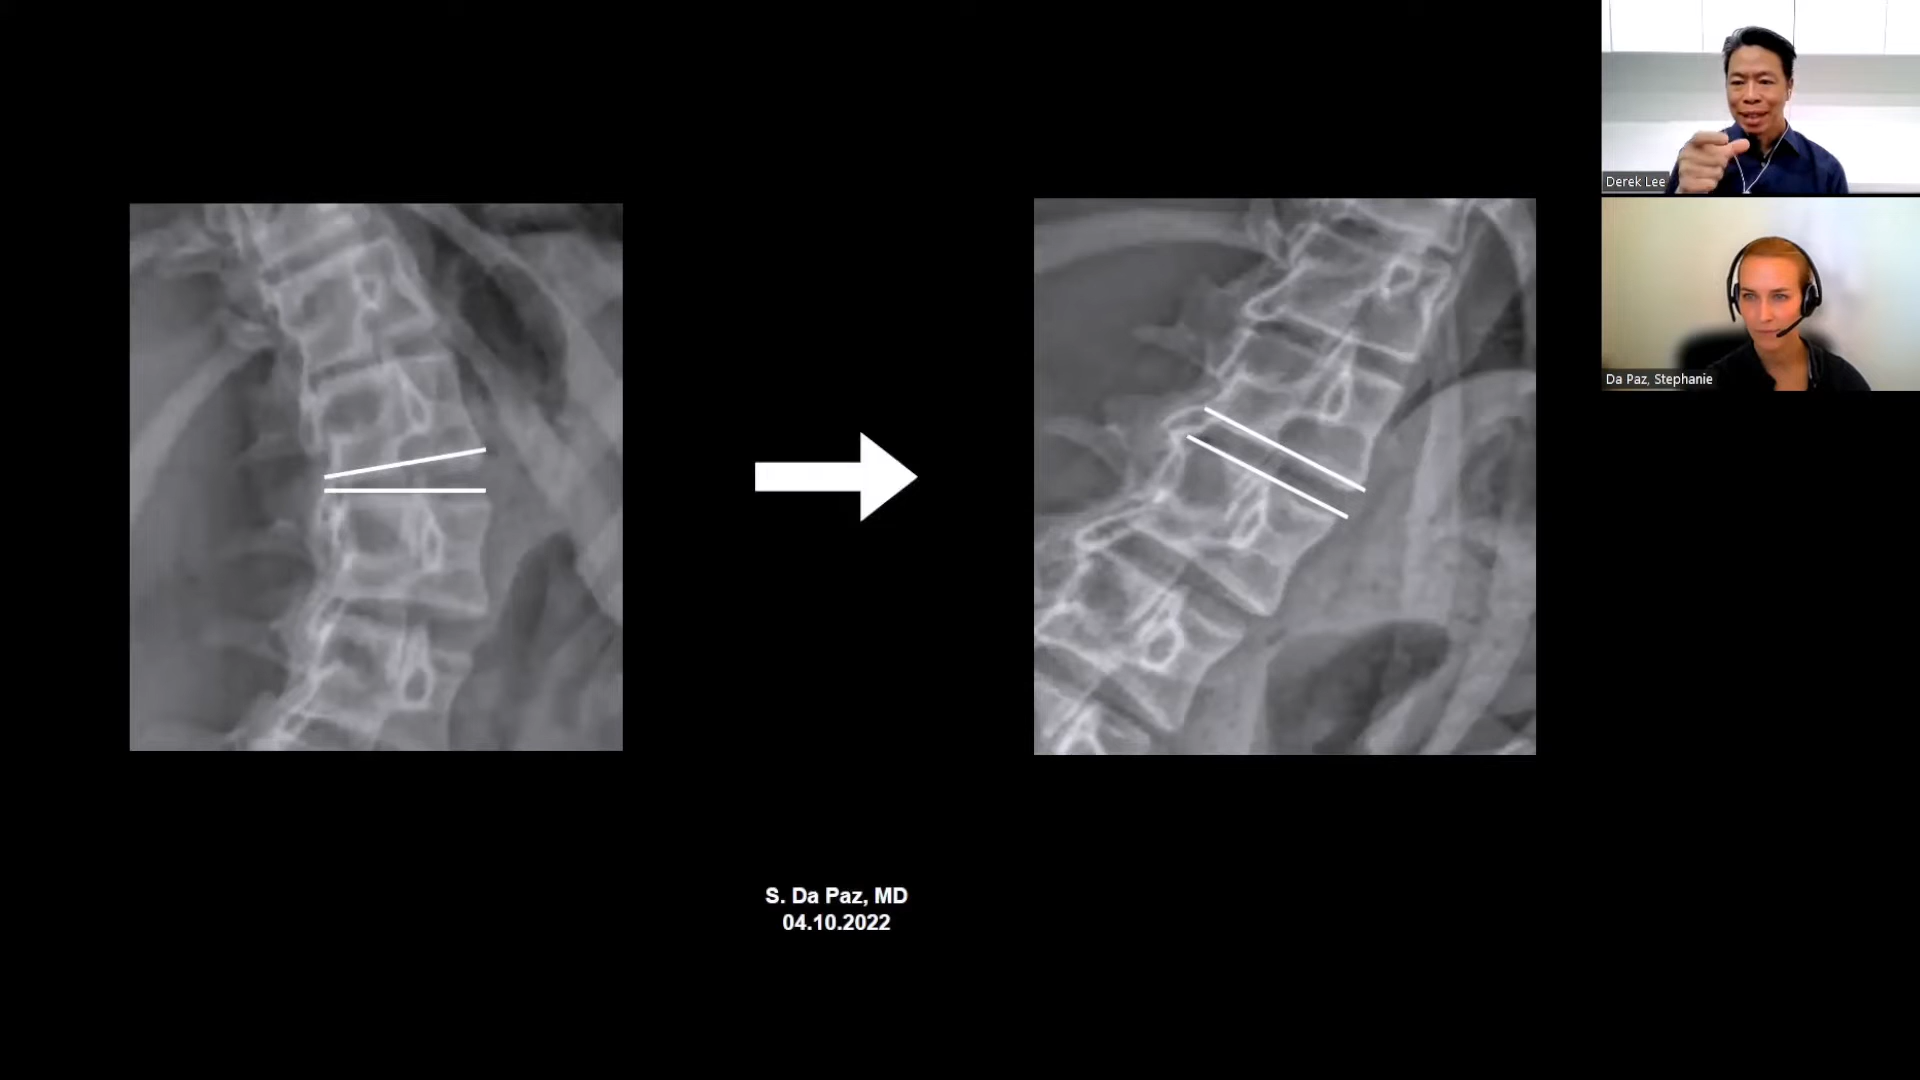 Derek Lee
Da Paz, Stephanie
S. Da Paz, MD
04.10.2022